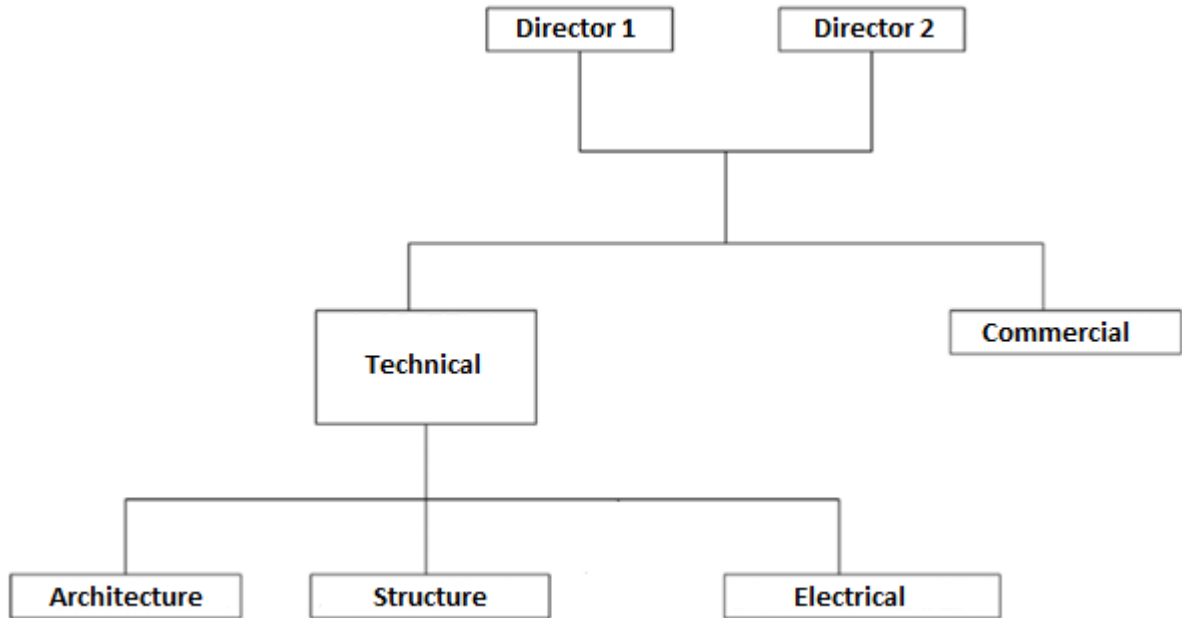 Director 1
Director 2
Technical
Commercial
Architecture
Structure
Electrical